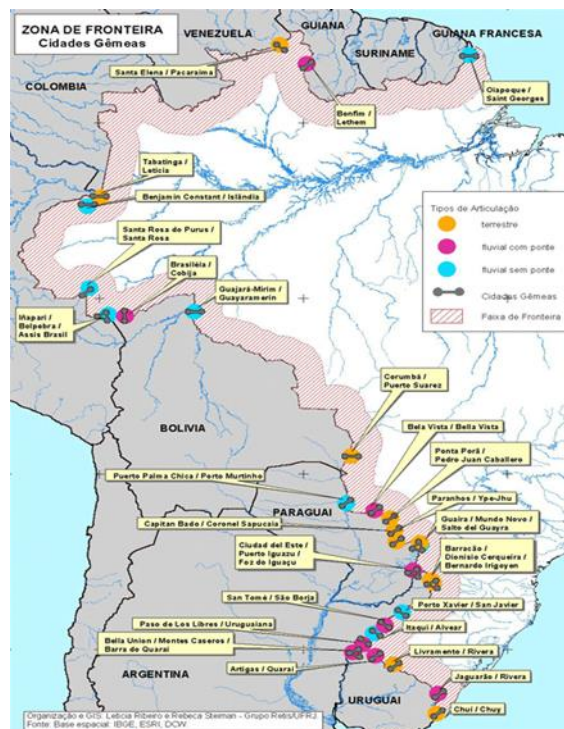 ZONA DE FRONTEIRA
Cidades Gêmeas
VENEZUELA
GUIANA
SURINAME
GUIANA FRANCESA
COLOMBIA
Santa Elena / Pacaraima
Bonfim /
Lethem
Oiapoque /
Saint Georges
Tabatinga /
Leticia
Benjamin Constant / Islândia
Santa Rosa de Purus /
Santa Rosa
Brasiléia /
Cobija
Guajará-Mirim /
Guayaramerin
Iñapari /
Bolpebra /
Assis Brasil
Tipos de Articulação
terrestre
fluvial com ponte
fluvial sem ponte
Cidades Gêmeas
Faixa de Fronteira
BOLIVIA
Corumbá /
Puerto Suarez
Bela Vista / Bella Vista
Ponta Porã /
Pedro Juan Caballero
Puerto Palma Chica / Porto Murtinho
PARAGUAI
Paranhos / Ype-Jhu
Capitan Bado / Coronel Sapucaia
Guaira / Mundo Novo /
Salto del Guayra
Ciudad del Este /
Puerto Iguazu /
Foz do Iguaçu
Barracão /
Dionisio Cerqueira /
Bernardo Irigoyen
San Tomé / São Borja
Porto Xavier / San Javier
Paso de Los Libres / Uruguaiana
Itaqui / Alvear
Bella Union / Montes Caseros /
Barra do Quaraí
Livramento / Rivera
ARGENTINA
Artigas / Quarai
Jaguarão / Rivera
URUGUAI
Chuí / Chuy
Organização e GIS: Leticia Ribeiro e Rebeca Steiman - Grupo Retis/UFRJ.
Fonte: Base espacial: IBGE, ESRI, DCW.